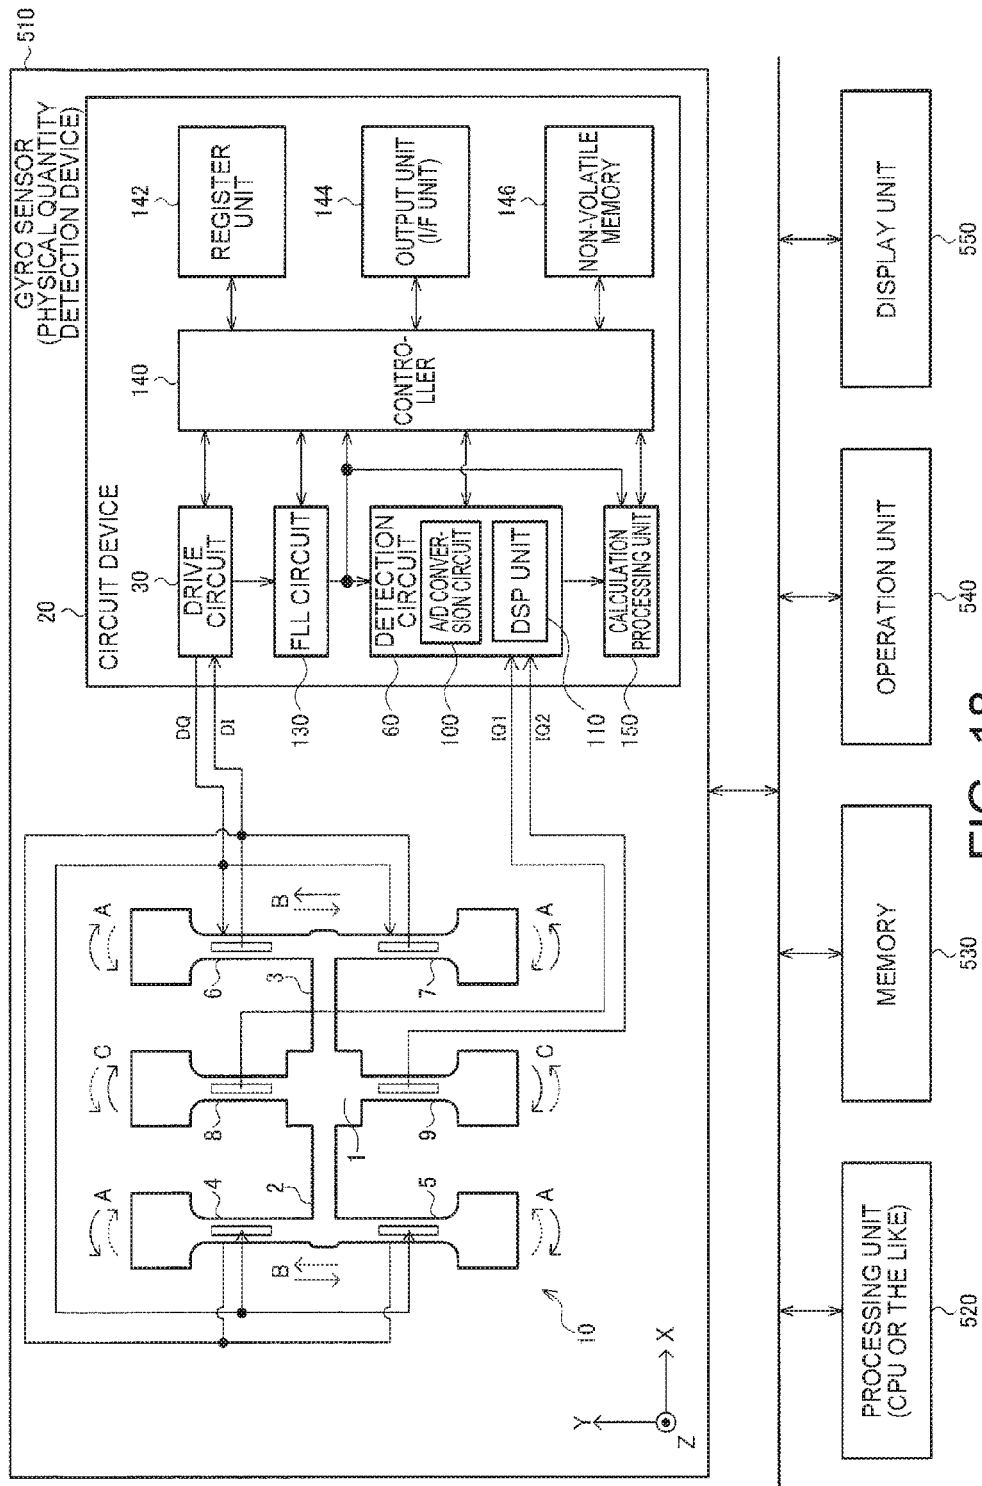 510
GYRO SENSOR
(PHYSICAL QUANTITY
DETECTION DEVICE)
20
CIRCUIT DEVICE
30
DRIVE
CIRCUIT
140
CONTRO-
LLER
142
REGISTER
UNIT
DQ
DI
130
FLL CIRCUIT
144
OUTPUT UNIT
(I/F UNIT)
60
DETECTION
CIRCUIT
100
A/D CONVER-
SION CIRCUIT
110
DSP UNIT
IQ1
IQ2
146
NON-VOLATILE
MEMORY
150
CALCULATION
PROCESSING UNIT
A
C
A
4
8
6
B
B
2
3
1
5
9
7
A
C
A
10
Y
X
Z
PROCESSING UNIT
(CPU OR THE LIKE)
520
MEMORY
530
OPERATION UNIT
540
DISPLAY UNIT
550